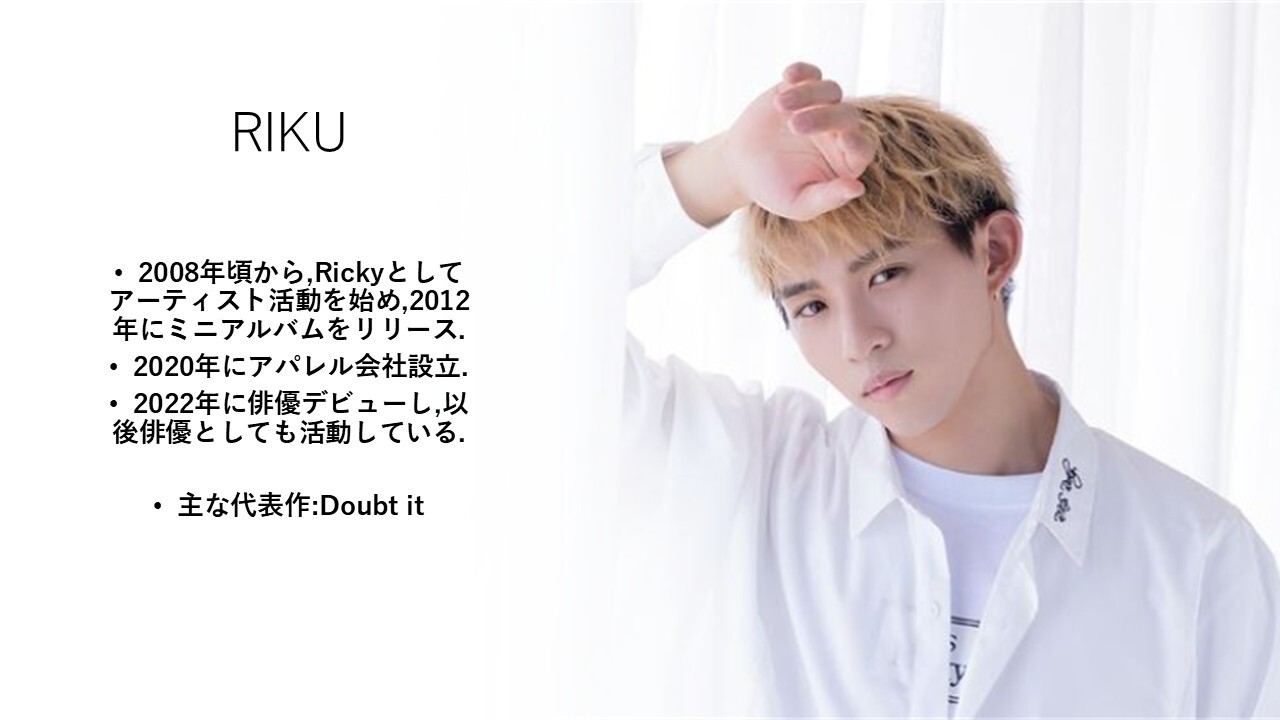 RIKU
• 2008年頃から,Rickyとして
アーティスト活動を始め,2012
年にミニアルバムをリリース.
• 2020年にアパレル会社設立.
• 2022年に俳優デビューし,以
後俳優としても活動している.
• 主な代表作:Doubt it